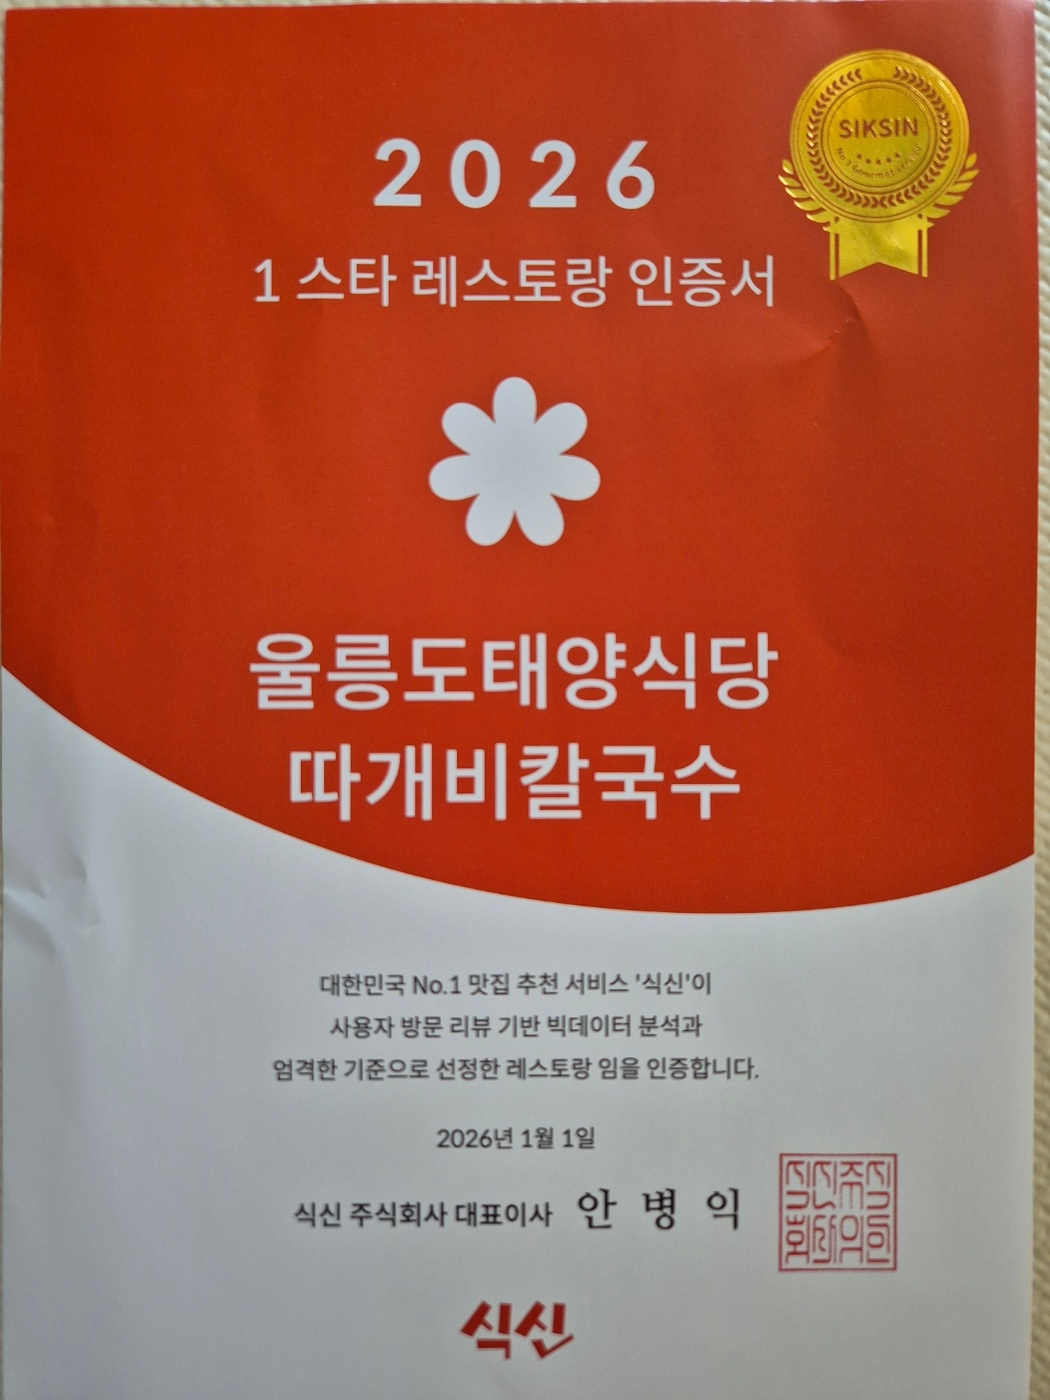 SIKSIN
2026
1 스타 레스토랑 인증서
울릉도태양식당
따개비칼국수
대한민국 No.1 맛집 추천 서비스 '식신'이
사용자 방문 리뷰 기반 빅데이터 분석과
엄격한 기준으로 선정한 레스토랑 임을 인증합니다.
2026년 1월 1일
식신 주식회사 대표이사 안 병 익
식신